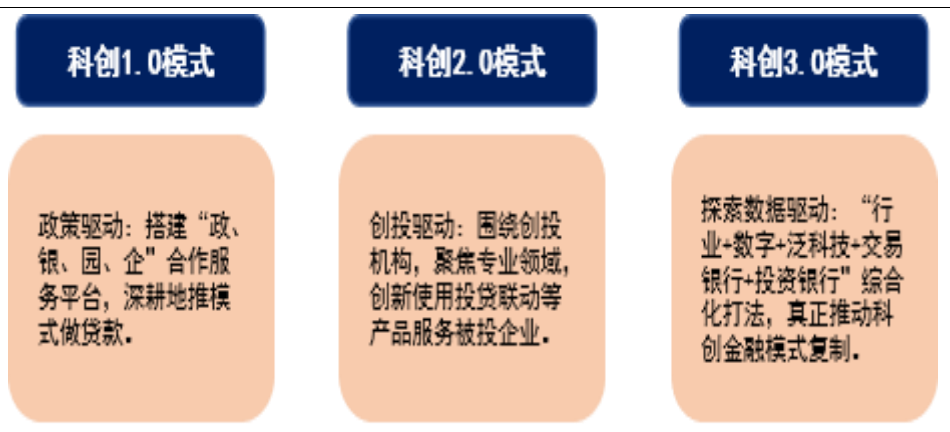 科创1.0模式
政策驱动：搭建“政、
银、园、企”合作服
务平台，深耕地推模
式做贷款。
科创2.0模式
创投驱动：围绕创投
机构，聚焦专业领域，
创新使用投贷联动等
产品服务被投企业。
科创3.0模式
探索数据驱动：“行
业+数字+泛科技+交易
银行+投资银行”综合
化打法，真正推动科
创金融模式复制。